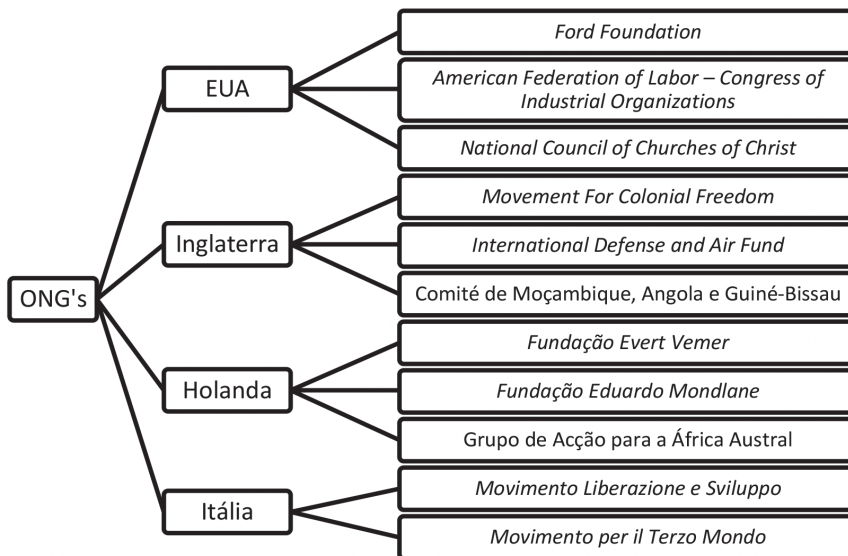 Ford Foundation
EUA
American Federation of Labor – Congress of
Industrial Organizations
National Council of Churches of Christ
Movement For Colonial Freedom
Inglaterra
International Defense and Air Fund
Comité de Moçambique, Angola e Guiné-Bissau
ONG's
Fundação Evert Vemer
Holanda
Fundação Eduardo Mondlane
Grupo de Acção para a África Austral
Movimento Liberazione e Sviluppo
Itália
Movimento per il Terzo Mondo